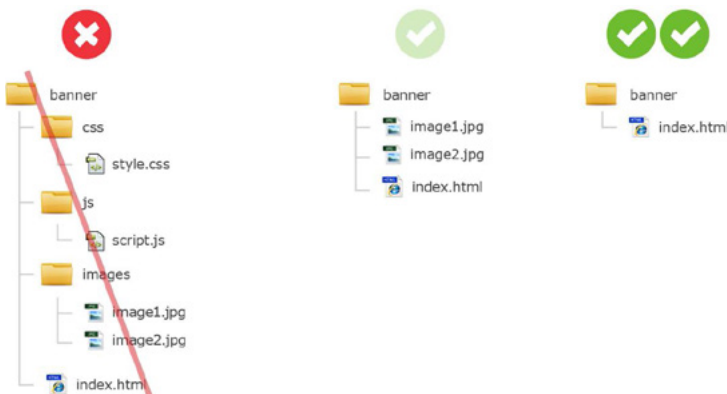 banner
css
style.css
js
script.js
images
image1.jpg
image2.jpg
index.html
banner
image1.jpg
image2.jpg
index.html
banner
index.html